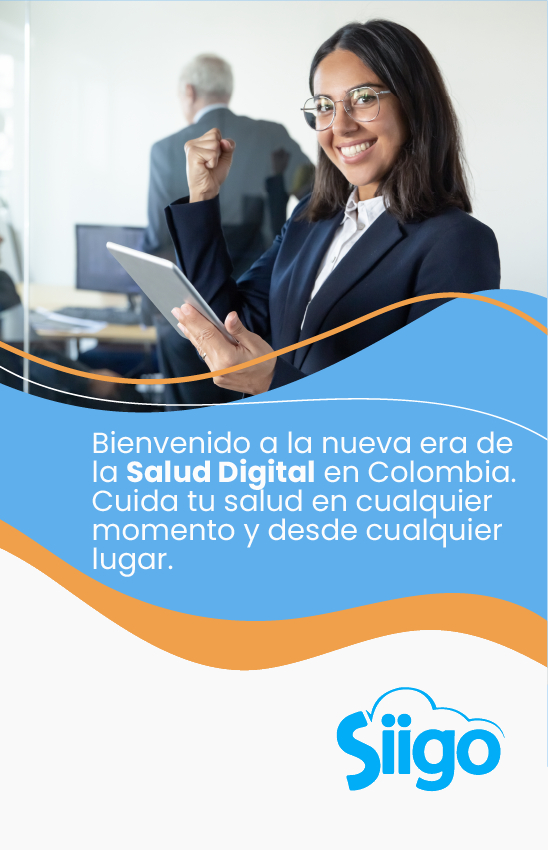 Bienvenido a la nueva era de
la Salud Digital en Colombia.
Cuida tu salud en cualquier
momento y desde cualquier
lugar.
Siigo